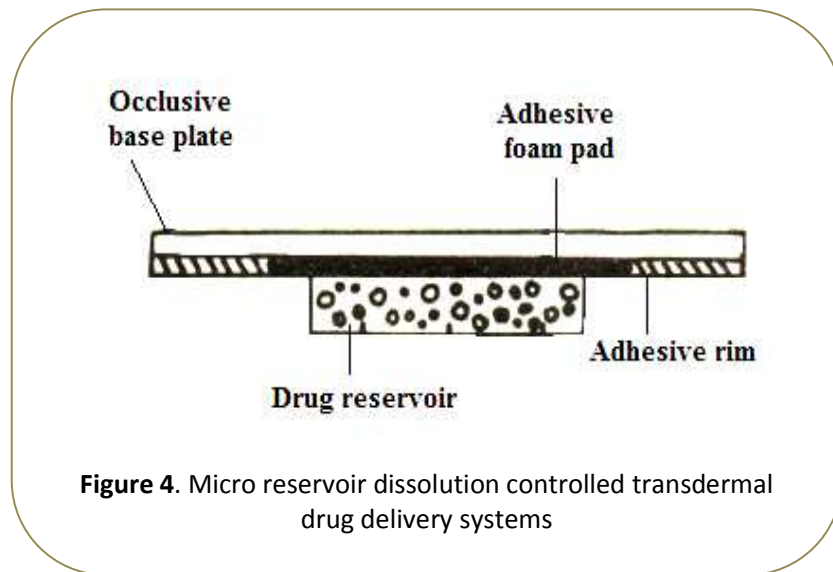 Occlusive
base plate
Adhesive
foam pad
Adhesive rim
Drug reservoir
Figure 4. Micro reservoir dissolution controlled transdermal
drug delivery systems